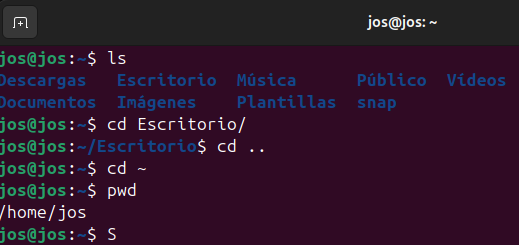 jos@jos: ~
jos@jos:~$ ls
Descargas Escritorio Música Público Vídeos
Documentos Imágenes Plantillas snap
jos@jos:~$ cd Escritorio/
jos@jos:~/Escritorio$ cd ..
jos@jos:~$ cd ~
jos@jos:~$ pwd
/home/jos
jos@jos:~$ S